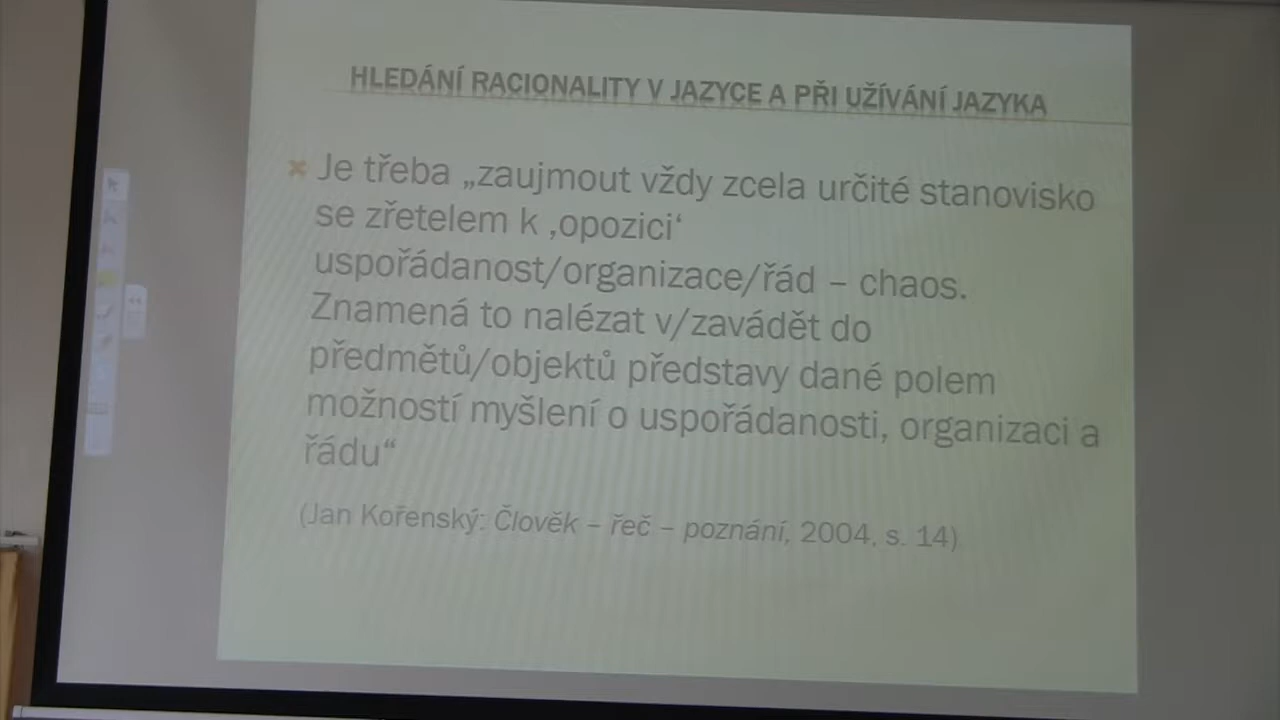 HLEDÁNÍ RACIONALITY V JAZYCE A PŘI UŽÍVÁNÍ JAZYKA
Je třeba „zaujmout vždy zcela určité stanovisko
se zřetelem k ‚opozici‘
uspořádanost/organizace/řád – chaos.
Znamená to nalézat v/zavádět do
předmětů/objektů představy dané polem
možností myšlení o uspořádanosti, organizaci a
řádu“
(Jan Kořenský: Člověk – řeč – poznání, 2004, s. 14)